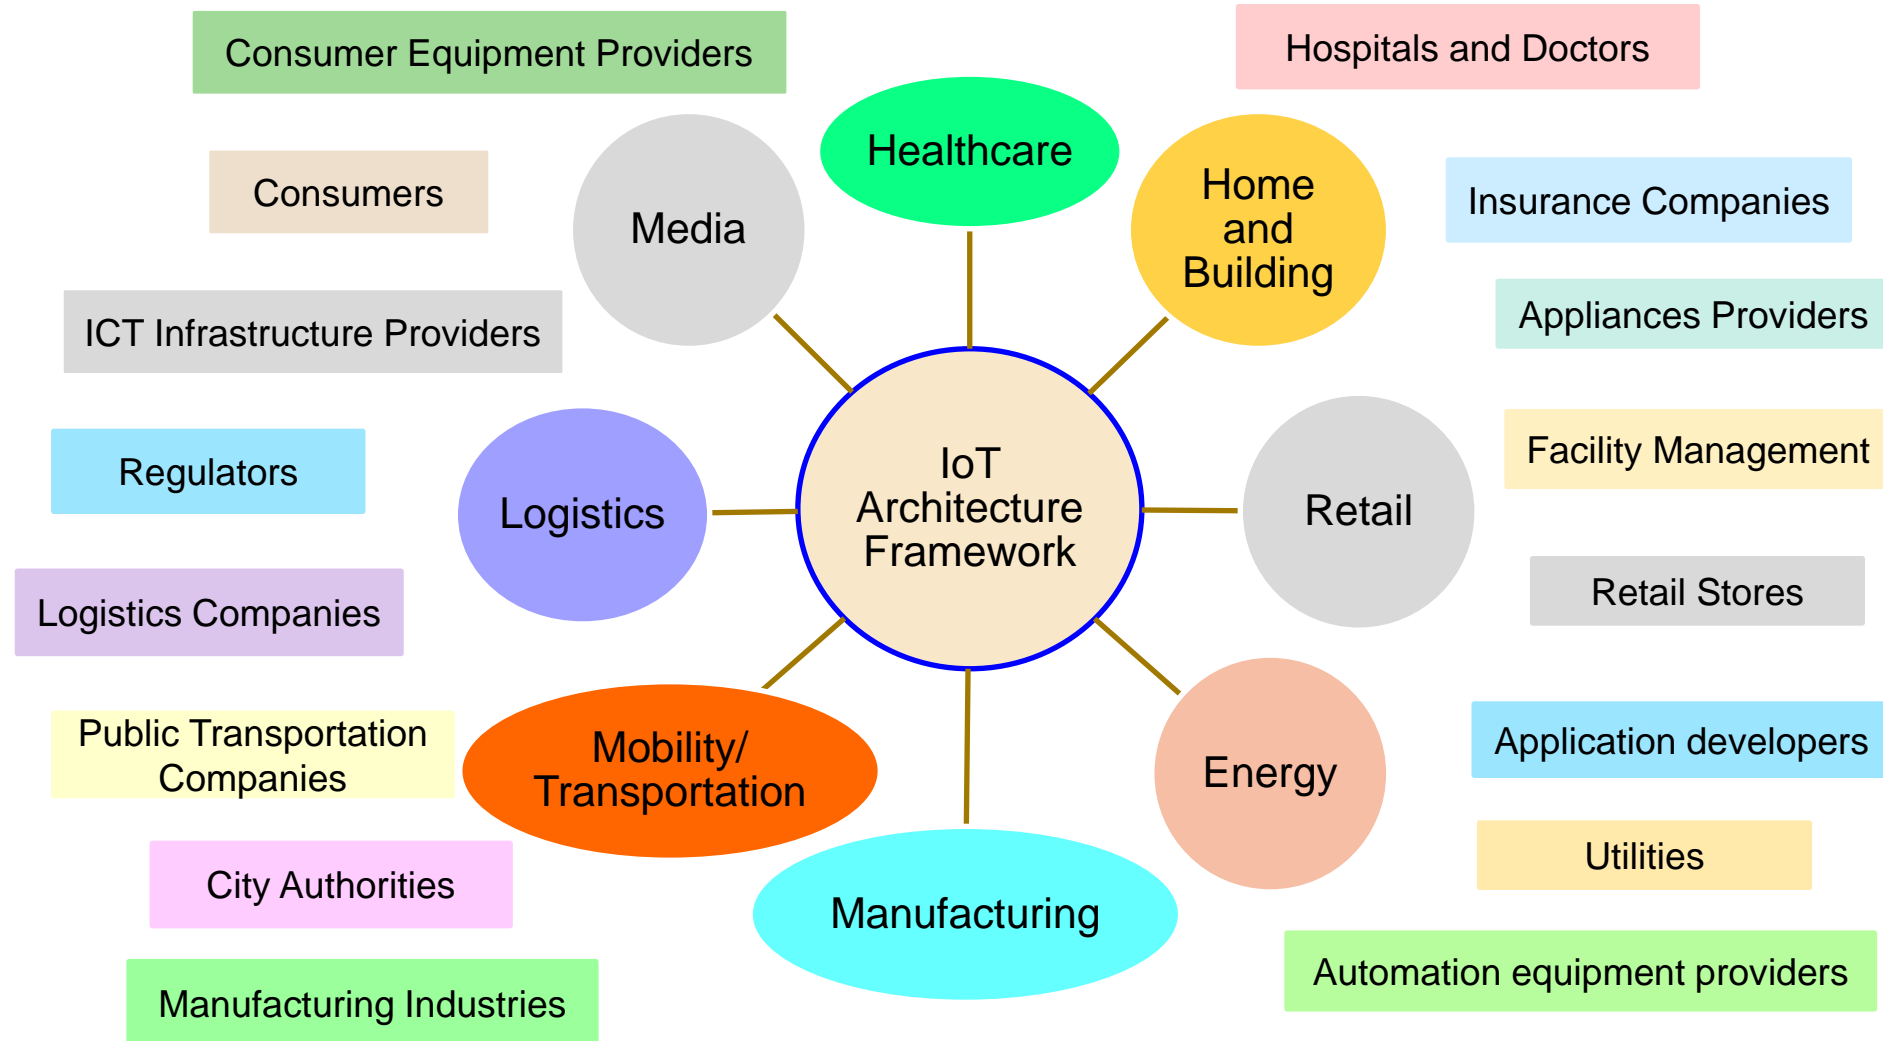 Consumer Equipment Providers
Hospitals and Doctors
Healthcare
Home
and
Building
Media
Consumers
Insurance Companies
ICT Infrastructure Providers
Appliances Providers
IoT
Architecture
Framework
Logistics
Retail
Regulators
Facility Management
Logistics Companies
Retail Stores
Public Transportation
Companies
Mobility/
Transportation
Energy
Application developers
City Authorities
Manufacturing
Utilities
Manufacturing Industries
Automation equipment providers